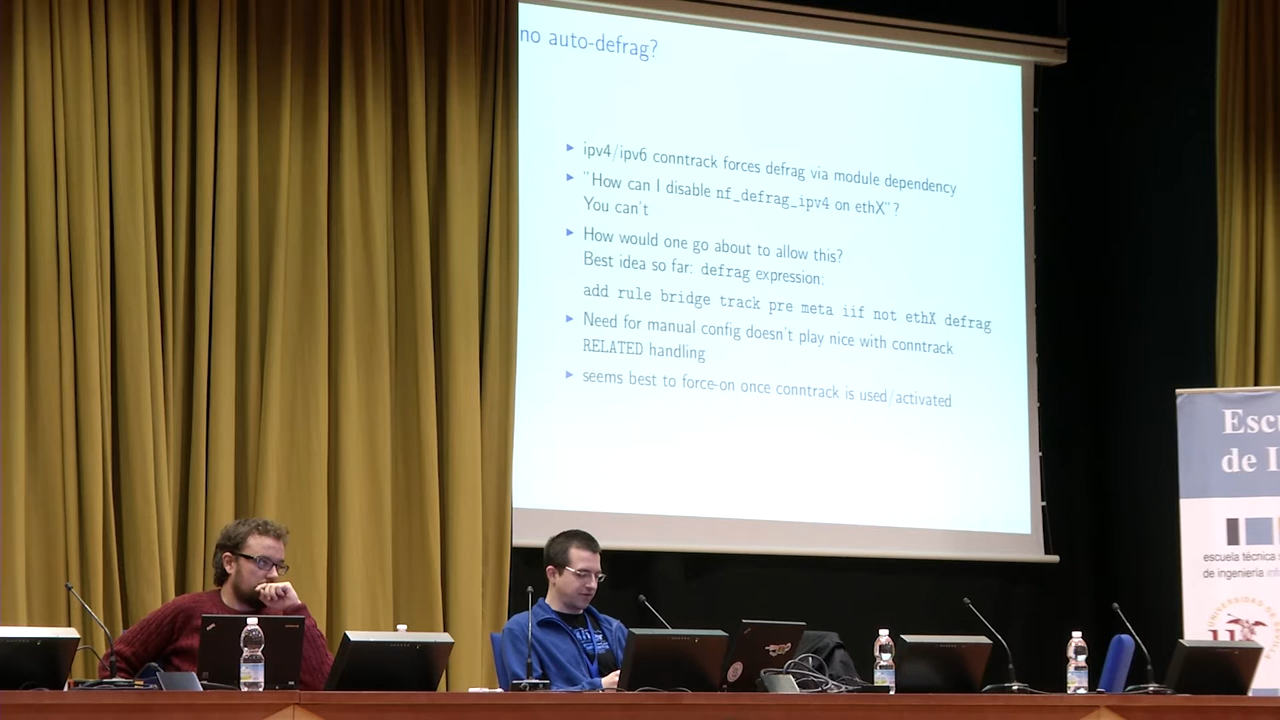 no auto-defrag?
ipv4/ipv6 conntrack forces defrag via module dependency
"How can I disable nf_defrag_ipv4 on ethX"?
You can't
How would one go about to allow this?
Best idea so far: defrag expression:
add rule bridge track pre meta iif not ethX defrag
Need for manual config doesn't play nice with conntrack
RELATED handling
seems best to force-on once conntrack is used/activated
Escu
de I
escuela técnica
de ingeniería inf